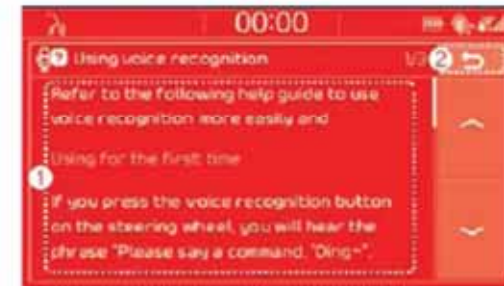 00:00
? Using voice recognition 1/3 2
Refer to the following help guide to use
voice recognition more easily and
Using for the first time
1
If you press the voice recognition button
on the steering wheel, you will hear the
phrase "Please say a command. "Ding~".